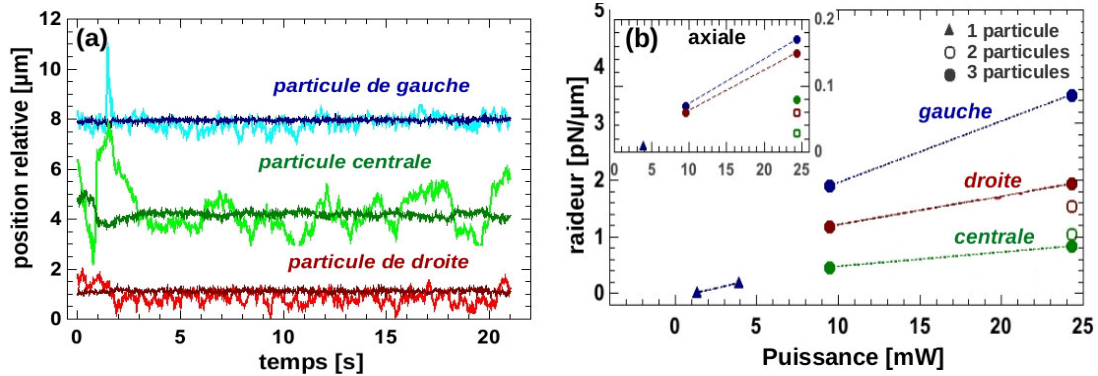 (a)
12
10
8
6
4
2
0
position relative [µm]
particule de gauche
particule centrale
particule de droite
0 5 10 15 20
temps [s]
(b)
axiale
0.2
0.1
0
0 5 10 15 20 25
1 particule
2 particules
3 particules
gauche
droite
centrale
5
4
3
2
1
0
raideur [pN/µm]
0 5 10 15 20 25
Puissance [mW]